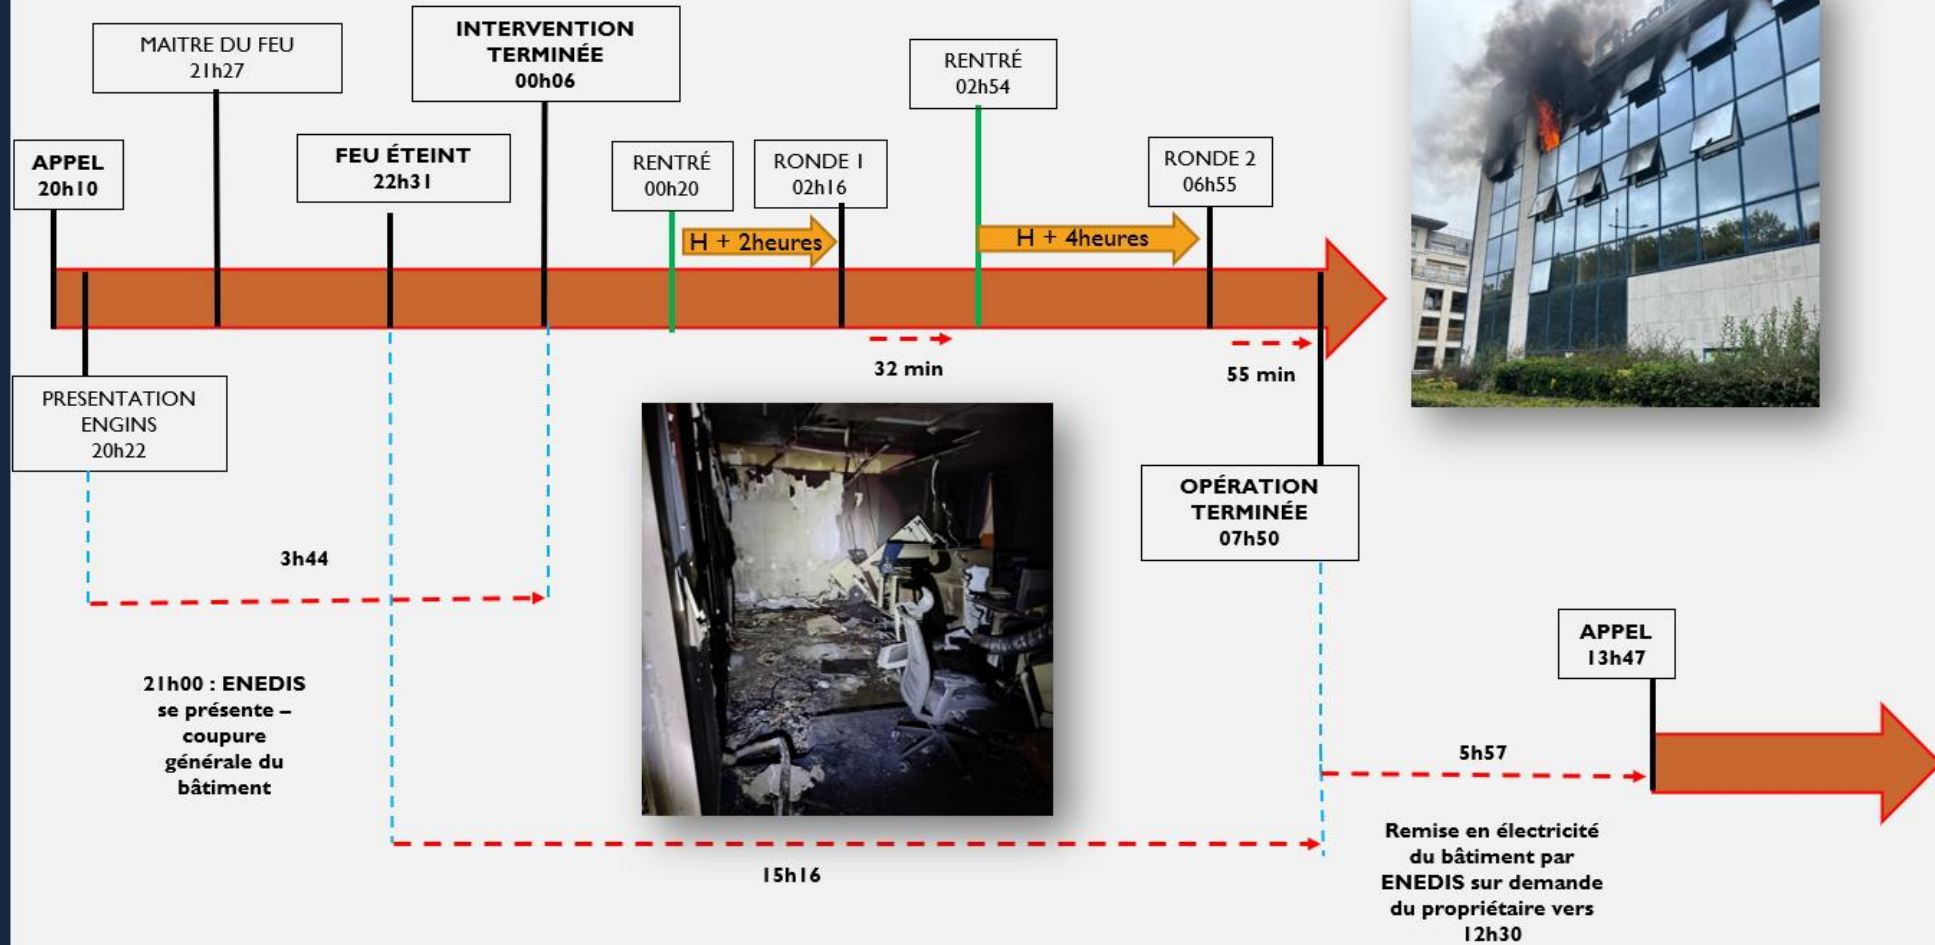 MAITRE DU FEU
21h27
INTERVENTION
TERMINÉE
00h06
RENTRÉ
02h54
APPEL
20h10
FEU ÉTEINT
22h31
RENTRÉ
00h20
RONDE 1
02h16
RONDE 2
06h55
H + 2heures
H + 4heures
32 min
55 min
PRESENTATION
ENGINS
20h22
OPÉRATION
TERMINÉE
07h50
3h44
APPEL
13h47
21h00 : ENEDIS
se présente –
coupure
générale du
bâtiment
5h57
15h16
Remise en électricité
du bâtiment par
ENEDIS sur demande
du propriétaire vers
12h30